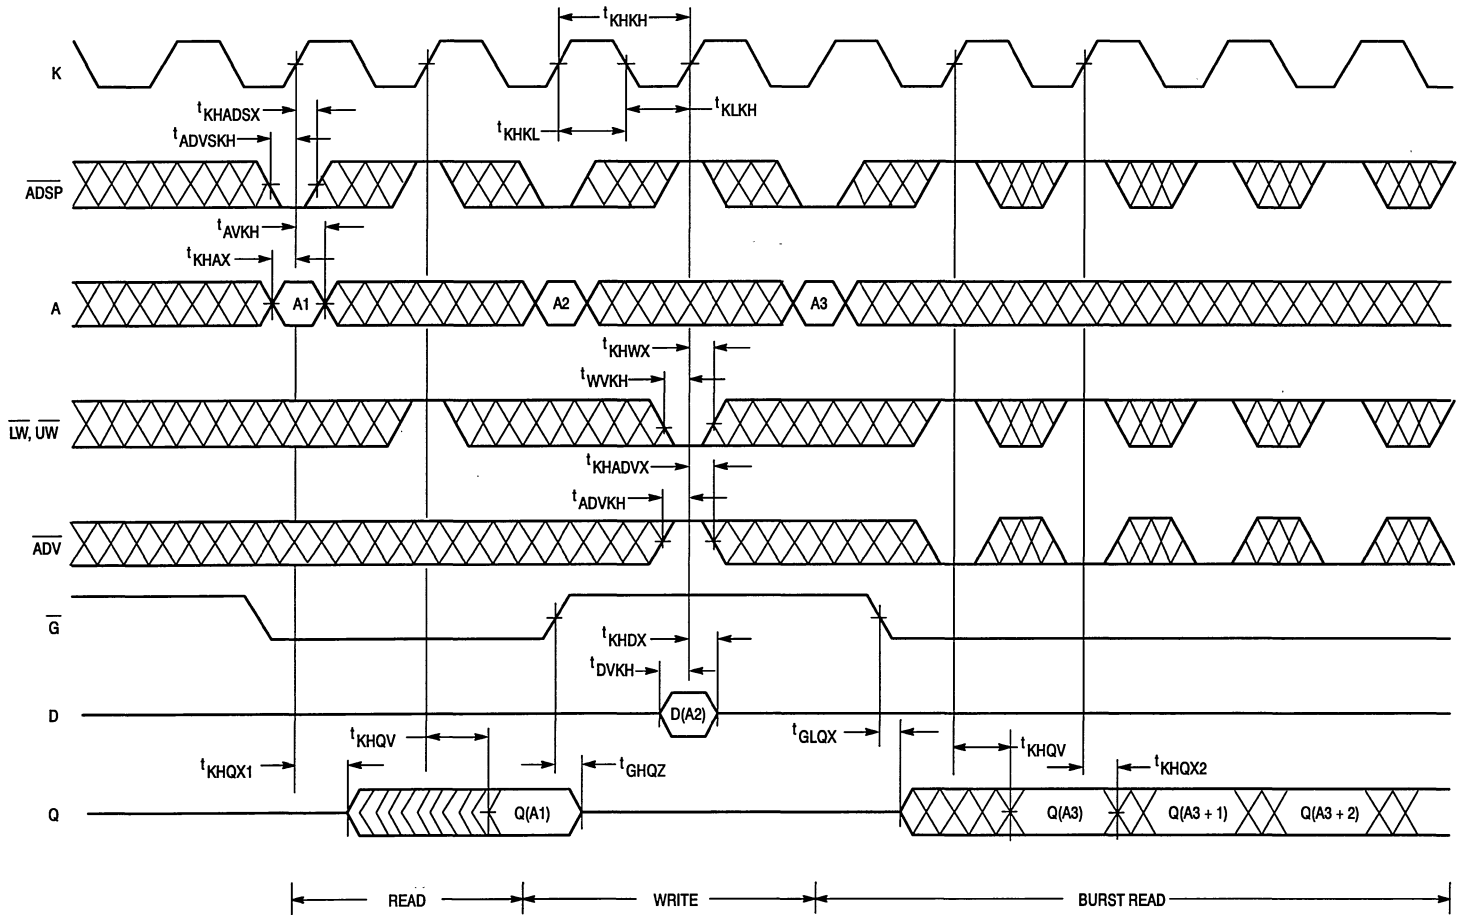 tKHKH
K
tKHADSX
tKLKH
tADVSKH
tKHKL
ADSP
tAVKH
tKHAX
A
A1
A2
A3
tKHWX
tWVKH
LW, UW
tKHADVX
tADVKH
ADV
G
tKHDX
tDVKH
D
D(A2)
tKHQV
tGLQX
tKHQV
tKHQX1
tGHQZ
tKHQX2
Q
Q(A1)
Q(A3)
Q(A3 + 1)
Q(A3 + 2)
READ
WRITE
BURST READ